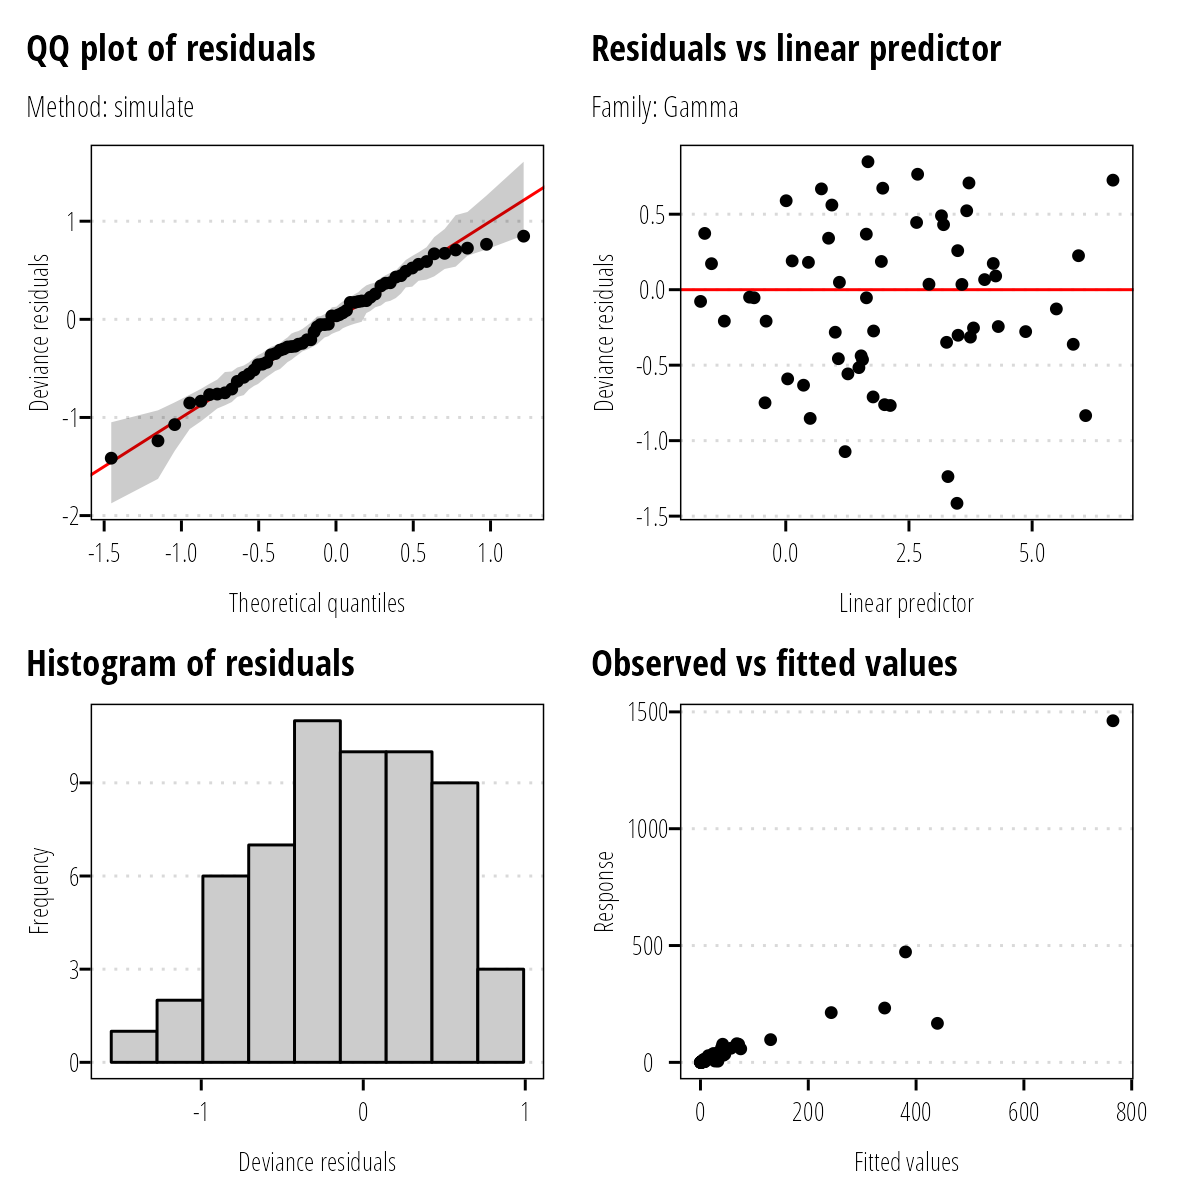 QQ plot of residuals
Method: simulate
Deviance residuals
1
0
-1
-2
-1.5 -1.0 -0.5 0.0 0.5 1.0
Theoretical quantiles
Residuals vs linear predictor
Family: Gamma
Deviance residuals
0.5
0.0
-0.5
-1.0
-1.5
0.0 2.5 5.0
Linear predictor
Histogram of residuals
Frequency
9
6
3
0
-1 0 1
Deviance residuals
Observed vs fitted values
Response
1500
1000
500
0
0 200 400 600 800
Fitted values